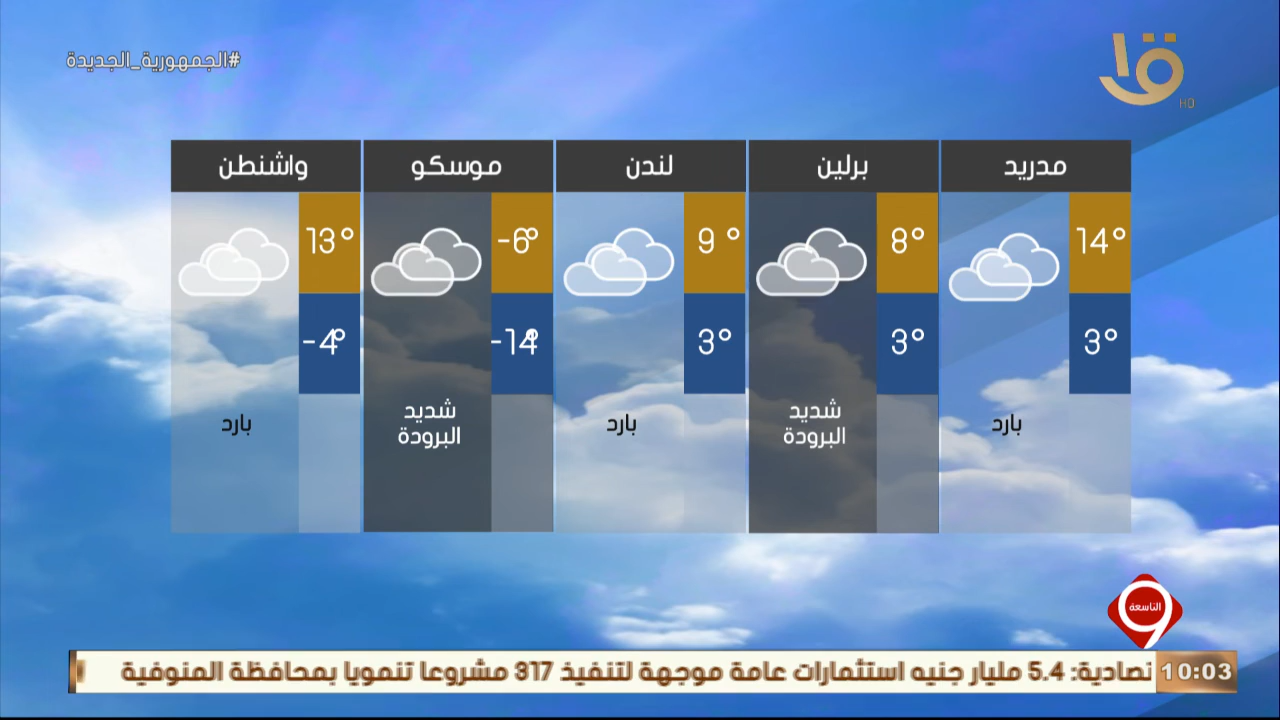 #الجمهورية_الجديدة
HD
مدريد
14°
3°
بارد
برلين
8°
3°
شديد
البرودة
لندن
9°
3°
بارد
موسكو
-6°
-14°
شديد
البرودة
واشنطن
13°
-4°
بارد
التاسعة
9
10:03
نصادية: 5.4 مليار جنيه استثمارات عامة موجهة لتنفيذ 317 مشروعا تنمويا بمحافظة المنوفية